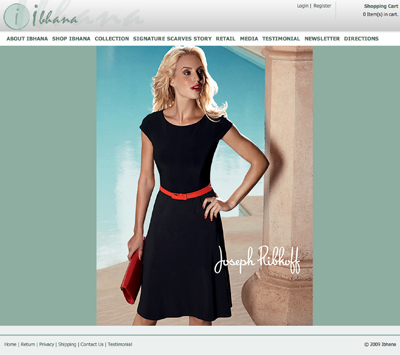 i ibhana
Login | Register
Shopping Cart
0 Item(s) in cart.
ABOUT IBHANA SHOP IBHANA COLLECTION SIGNATURE SCARVES STORY RETAIL MEDIA TESTIMONIAL NEWSLETTER DIRECTIONS
Joseph Ribkoff
Home | Return | Privacy | Shipping | Contact Us | Testimonial
© 2009 Ibhana